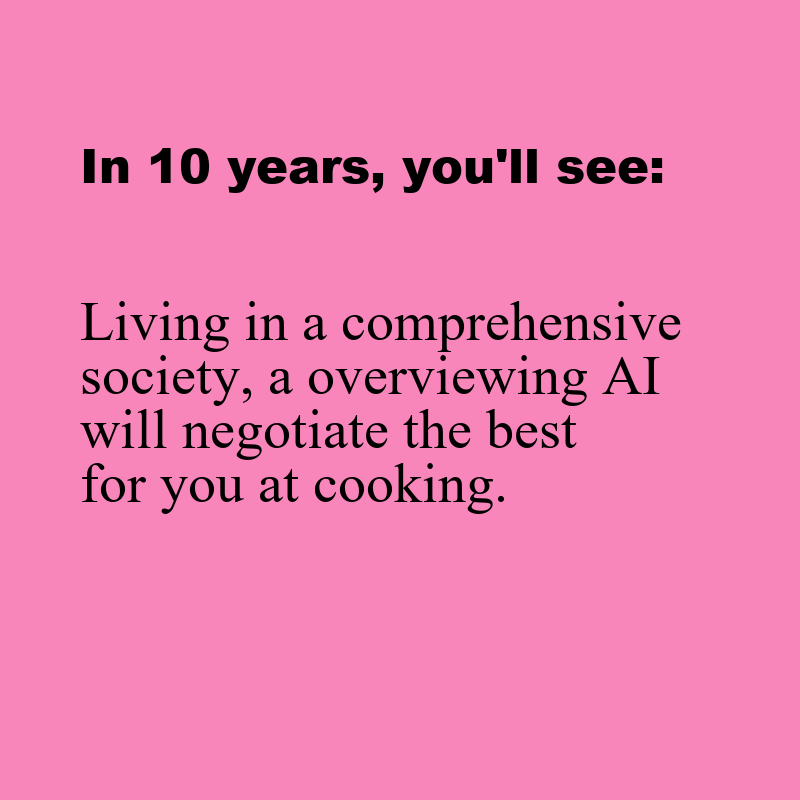 In 10 years, you'll see:
Living in a comprehensive
society, a overviewing AI
will negotiate the best
for you at cooking.